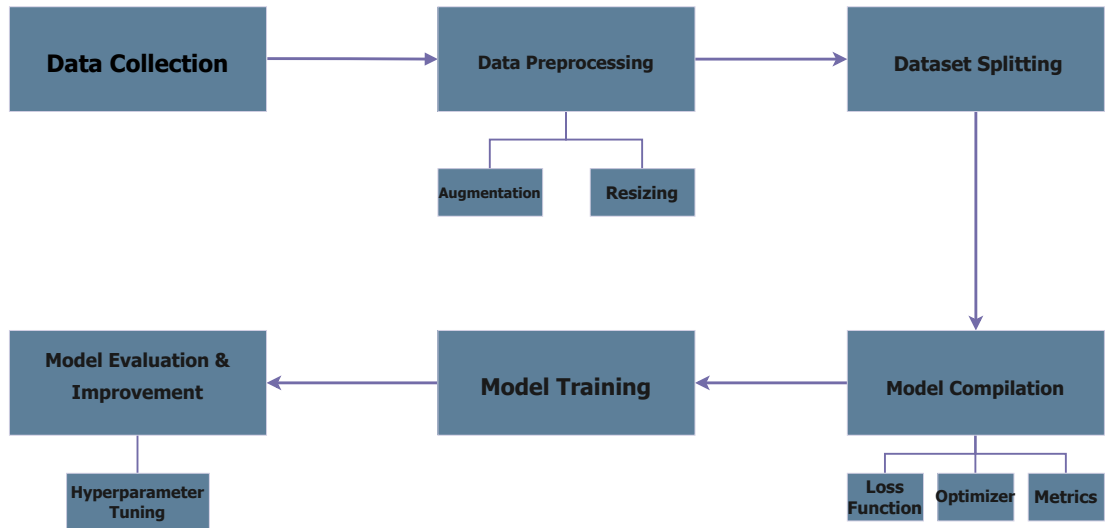 Data Collection
Data Preprocessing
Dataset Splitting
Augmentation
Resizing
Model Evaluation &
Improvement
Model Training
Model Compilation
Hyperparameter
Tuning
Loss
Function
Optimizer
Metrics